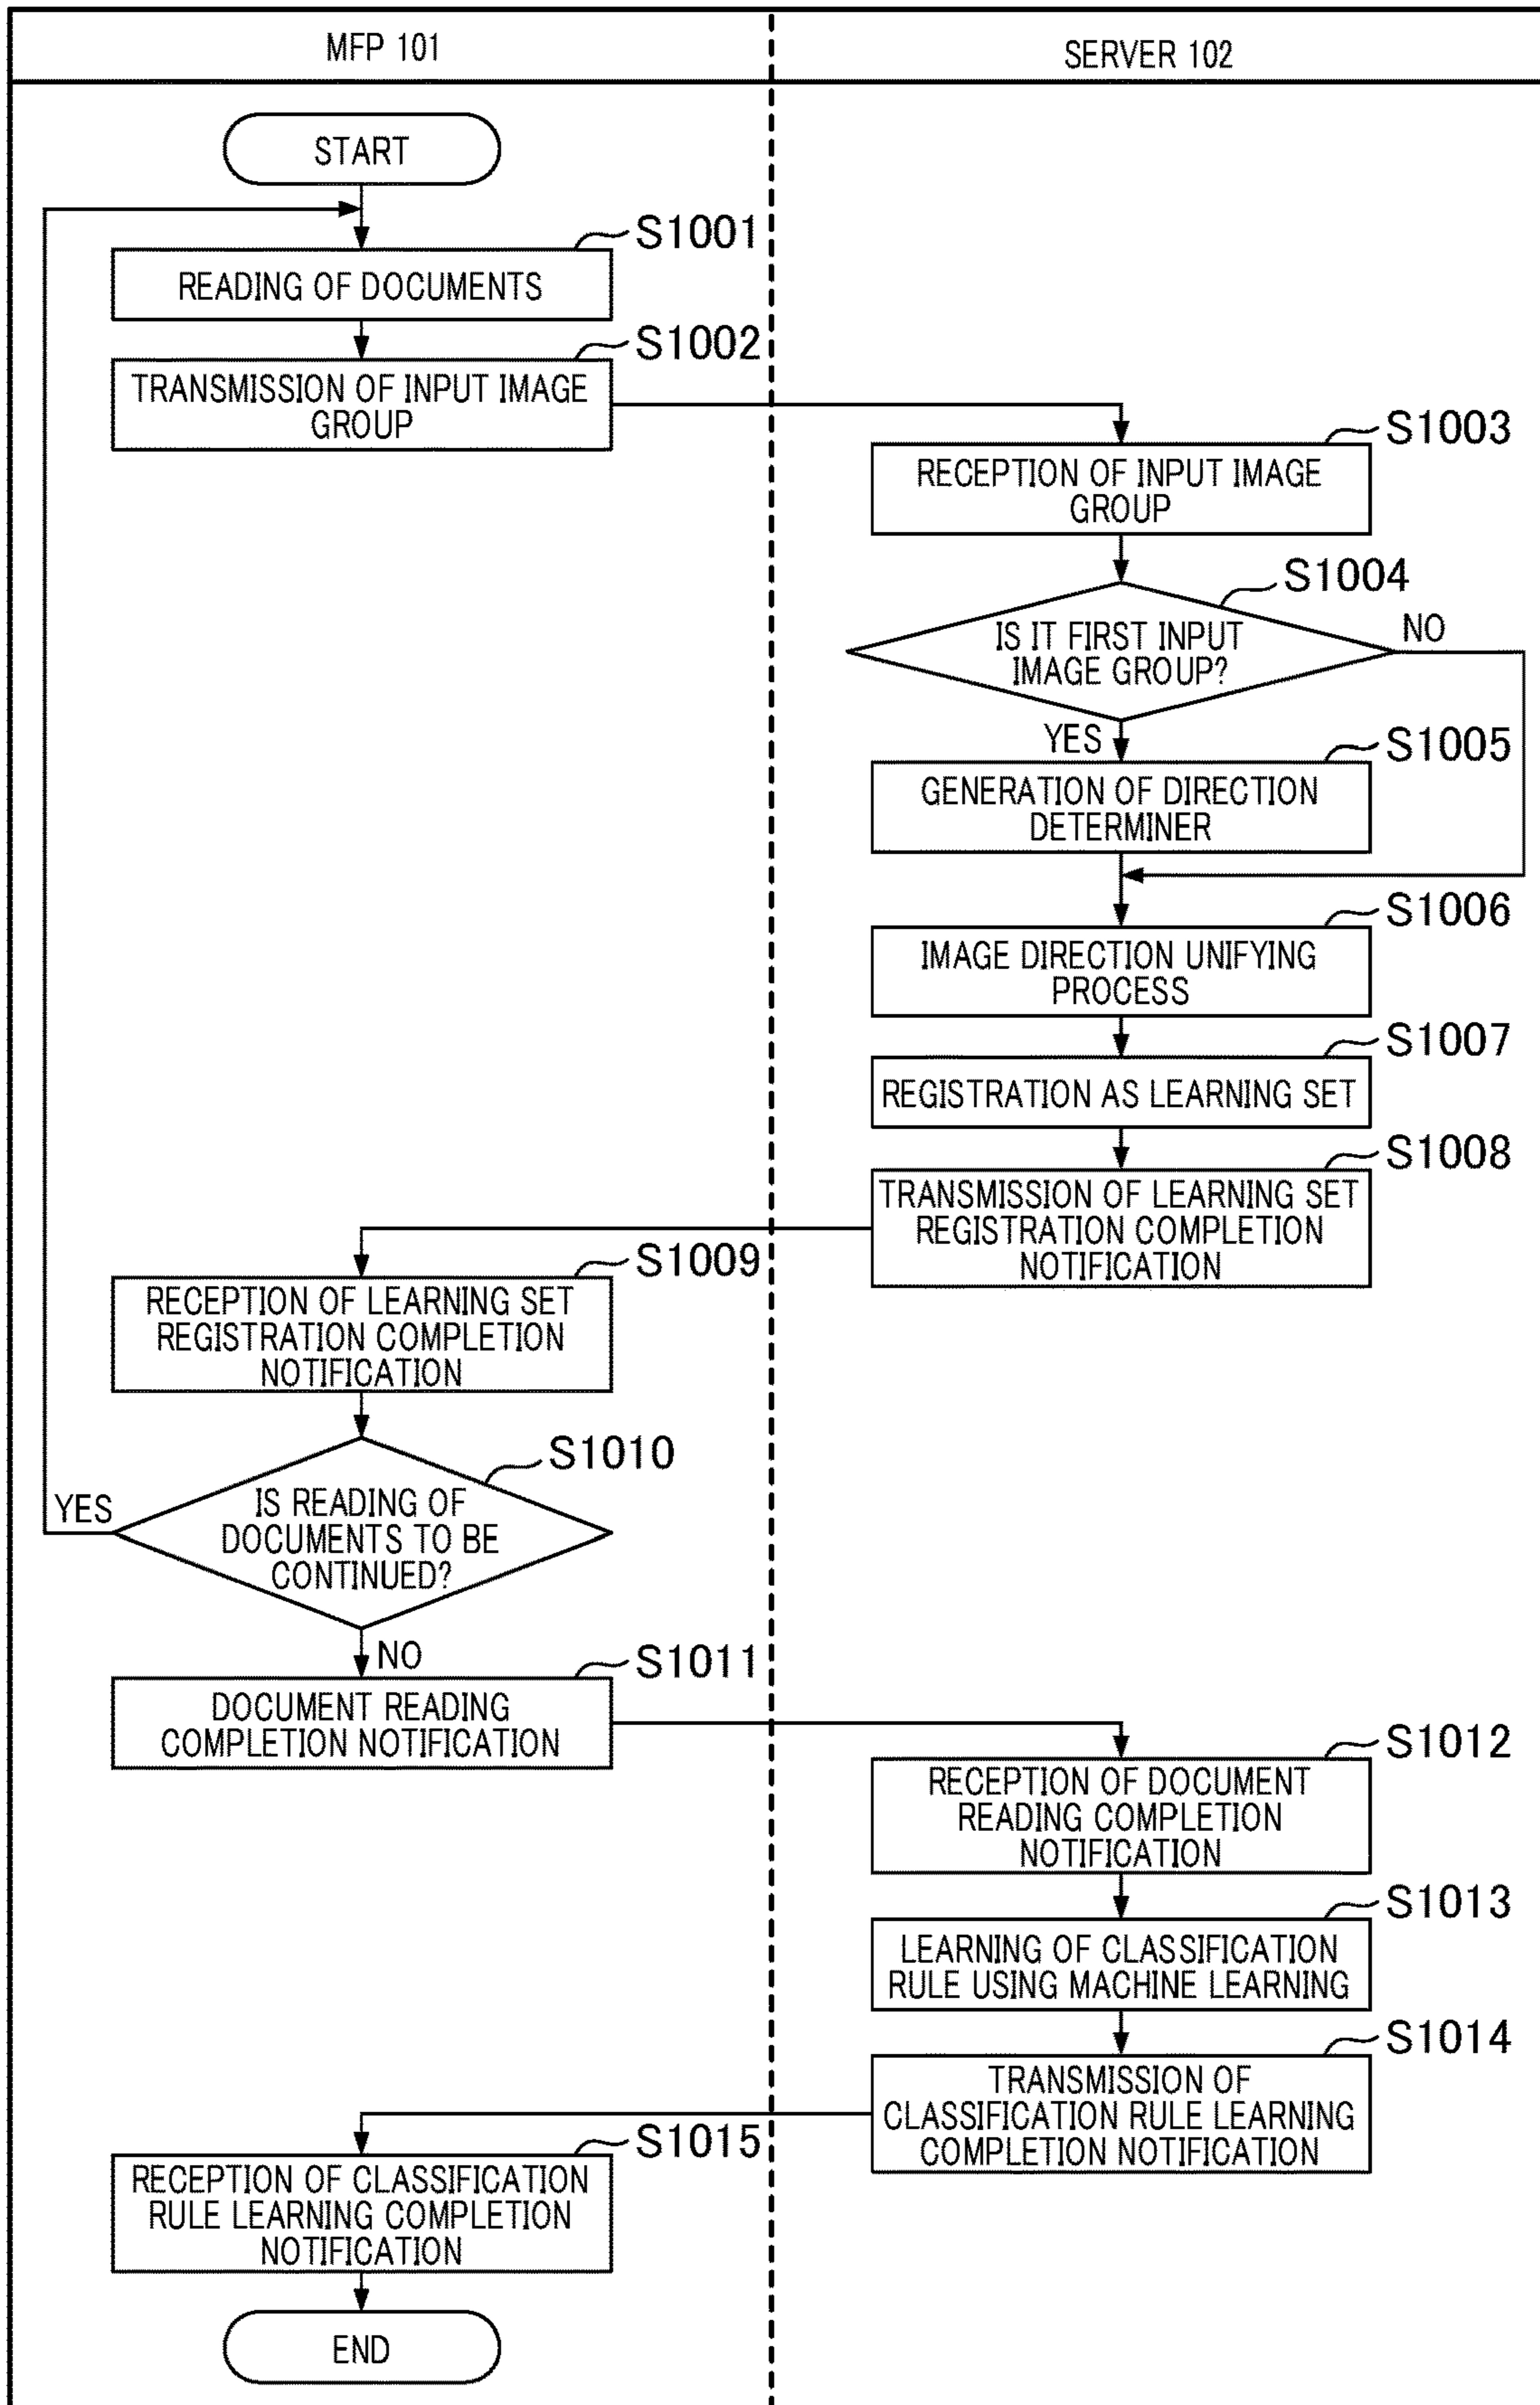 MFP 101
SERVER 102
START
S1001
READING OF DOCUMENTS
S1002
TRANSMISSION OF INPUT IMAGE
GROUP
S1003
RECEPTION OF INPUT IMAGE
GROUP
S1004
IS IT FIRST INPUT
IMAGE GROUP?
NO
YES
S1005
GENERATION OF DIRECTION
DETERMINER
S1006
IMAGE DIRECTION UNIFYING
PROCESS
S1007
REGISTRATION AS LEARNING SET
S1008
TRANSMISSION OF LEARNING SET
REGISTRATION COMPLETION
NOTIFICATION
S1009
RECEPTION OF LEARNING SET
REGISTRATION COMPLETION
NOTIFICATION
S1010
IS READING OF
DOCUMENTS TO BE
CONTINUED?
YES
NO
S1011
DOCUMENT READING
COMPLETION NOTIFICATION
S1012
RECEPTION OF DOCUMENT
READING COMPLETION
NOTIFICATION
S1013
LEARNING OF CLASSIFICATION
RULE USING MACHINE LEARNING
S1014
TRANSMISSION OF
CLASSIFICATION RULE LEARNING
COMPLETION NOTIFICATION
S1015
RECEPTION OF CLASSIFICATION
RULE LEARNING COMPLETION
NOTIFICATION
END